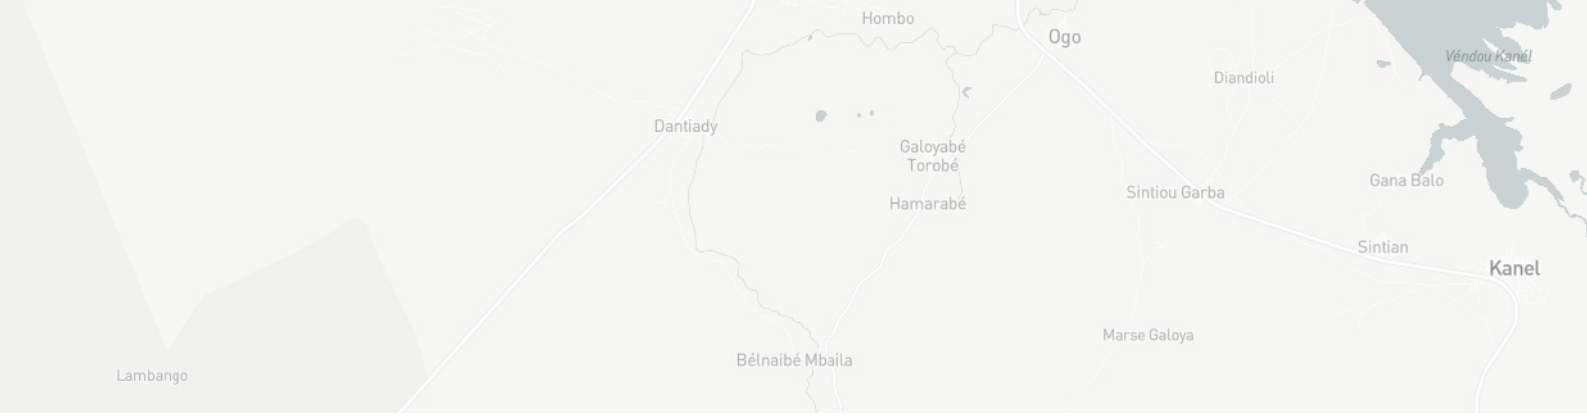 Hombo
Ogo
Véndou Kanél
Diandioli
Dantiady
Galoyabé
Torobé
Gana Balo
Sintiou Garba
Hamarabé
Sintian
Kanel
Marse Galoya
Bélnaibé Mbaila
Lambango